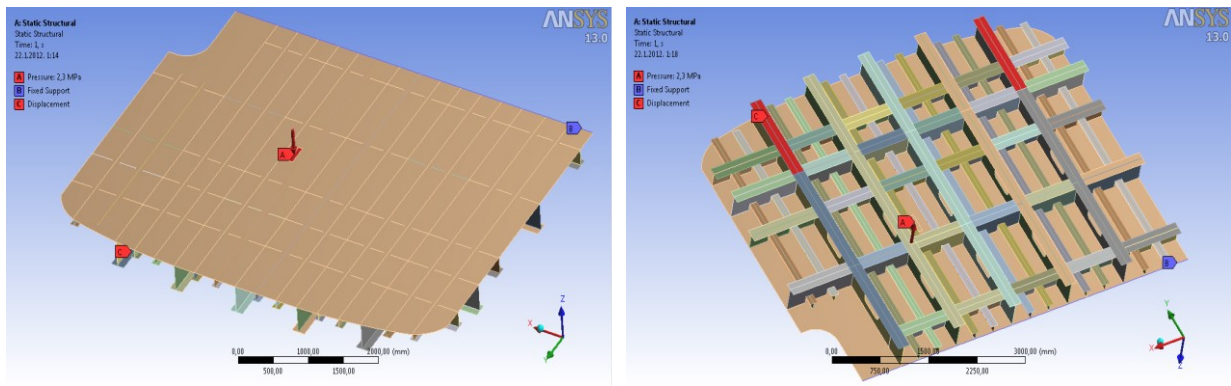 A: Static Structural
Static Structural
Time: 1, s
22.1.2012. 1:14
A Pressure: 2,3 MPa
B Fixed Support
C Displacement
ANSYS
13.0
B
A
C
Z
X
Y
0,00 1000,00 2000,00 (mm)
500,00 1500,00
A: Static Structural
Static Structural
Time: 1, s
22.1.2012. 1:18
A Pressure: 2,3 MPa
B Fixed Support
C Displacement
ANSYS
13.0
C
A
B
Y
X
Z
0,00 1500,00 3000,00 (mm)
750,00 2250,00